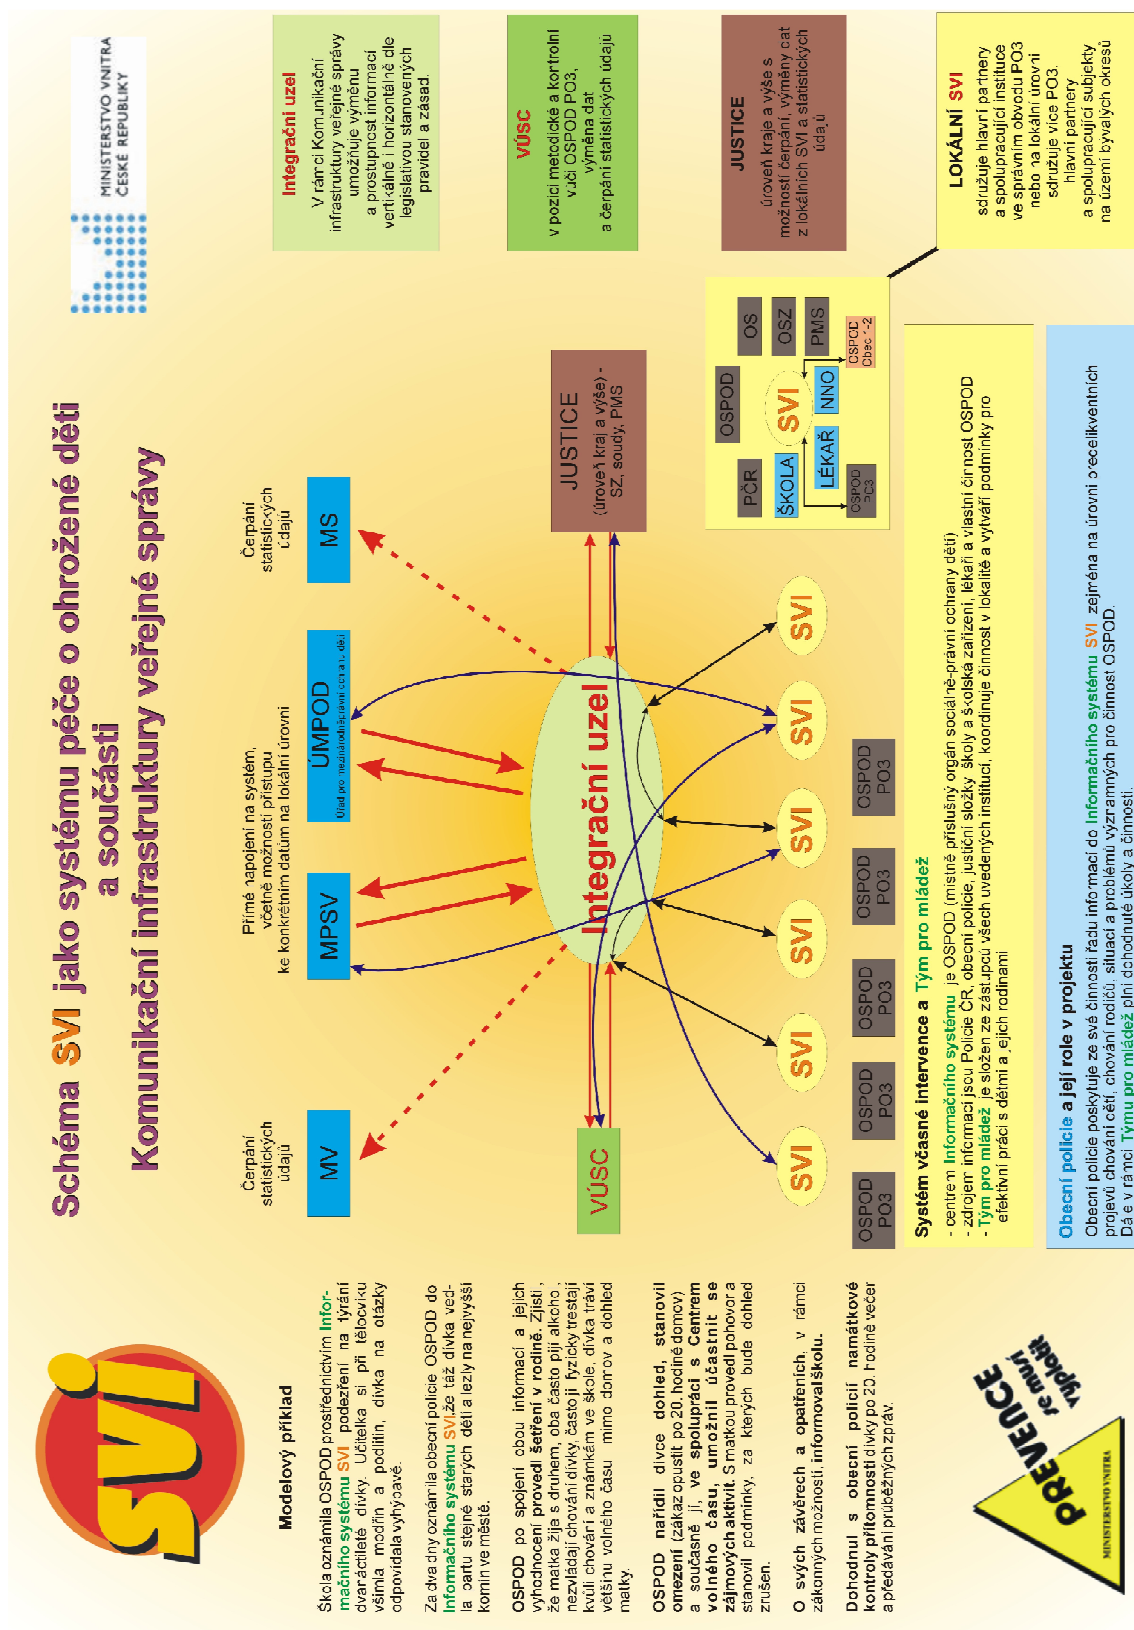 svi
Schéma SVI jako systému péče o ohrožené děti
a součásti
Komunikační infrastruktury veřejné správy
MINISTERSTVO VNITRA
ČESKÉ REPUBLIKY
Modelový příklad
Škola oznámila OSPOD prostřednictvím Infor-
mačního systému SVI podezření na týrání
dvanáctileté dívky. Učitelka si při tělocviku
všimla modřin a podlitin, dívka na otázky
odpovídala vyhýbavě.
Za dva dny oznámila obecní policie OSPOD do
Informačního systému SVI,že táž dívka ved-
la partu stejně starých dětí a lezly na nejvyšší
komín ve městě.
OSPOD po spojení obou informací a jejich
vyhodnocení provedl šetření v rodině. Zjistil,
že matka žije s druhem, oba často pijí alkohol,
nezvládají chování dívky, často ji fyzicky trestají
kvůli chování a známkám ve škole, dívka tráví
většinu volného času mimo domov a dohled
matky.
OSPOD nařídil dívce dohled, stanovil
omezení (zákaz opustit po 20. hodině domov)
a současně jí, ve spolupráci s Centrem
volného času, umožnil účastnit se
zájmových aktivit. S matkou provedl pohovor a
stanovil podmínky, za kterých bude dohled
zrušen.
O svých závěrech a opatřeních, v rámci
zákonných možností, informoval školu.
Dohodnul s obecní policií namátkové
kontroly přítomnosti dívky po 20. hodině večer
a předávání průběžných zpráv.
PREVENCE
se musí
vyplatit
MINISTERSTVO VNITRA
Čerpání
statistických
údajů
Přímé napojení na systém,
včetně možnosti přístupu
ke konkrétním datům na lokální úrovni
Čerpání
statistických
údajů
MV
MPSV
ÚMPOD
Úřad pro mezinárodněprávní ochranu dětí
MS
Integrační uzel
VÚSC
JUSTICE
(úroveň kraj a výše) -
SZ, soudy, PMS
SVI
SVI
SVI
SVI
SVI
SVI
OSPOD
PO3
OSPOD
PO3
OSPOD
PO3
OSPOD
PO3
OSPOD
PO3
OSPOD
PČR
OS
ŠKOLA
SVI
OSZ
LÉKAŘ
NNO
PMS
OSPOD
PO3
OSPOD
Obec 1-2
Integrační uzel
V rámci Komunikační
infrastruktury veřejné správy
umožňuje výměnu
a prostupnost informací
vertikálně i horizontálně dle
legislativou stanovených
pravidel a zásad.
VÚSC
v pozici metodické a kontrolní
vůči OSPOD PO3,
výměna dat
a čerpání statistických údajů
JUSTICE
úroveň kraje a výše s
možností čerpání, výměny dat
z lokálních SVI a statistických
údajů
LOKÁLNÍ SVI
sdružuje hlavní partnery
a spolupracující instituce
ve správním obvodu PO3
nebo na lokální úrovni
sdružuje více PO3.
hlavní partnery
a spolupracující subjekty
na území bývalých okresů
Systém včasné intervence a Tým pro mládež
- centrem Informačního systému je OSPOD (místně příslušný orgán sociálně-právní ochrany dětí)
- zdrojem informací jsou Policie ČR, obecní policie, justiční složky, školy a školská zařízení, lékaři a vlastní činnost OSPOD
- Tým pro mládež je složen ze zástupců všech uvedených institucí, koordinuje činnost v lokalitě a vytváří podmínky pro
efektivní práci s dětmi a jejich rodinami
Obecní policie a její role v projektu
Obecní policie poskytuje ze své činnosti řadu informací do Informačního systému SVI zejména na úrovni predelikventních
projevů chování dětí, chování rodičů, situací a problémů významných pro činnost OSPOD.
Dále v rámci Týmu pro mládež plní dohodnuté úkoly a činnosti.